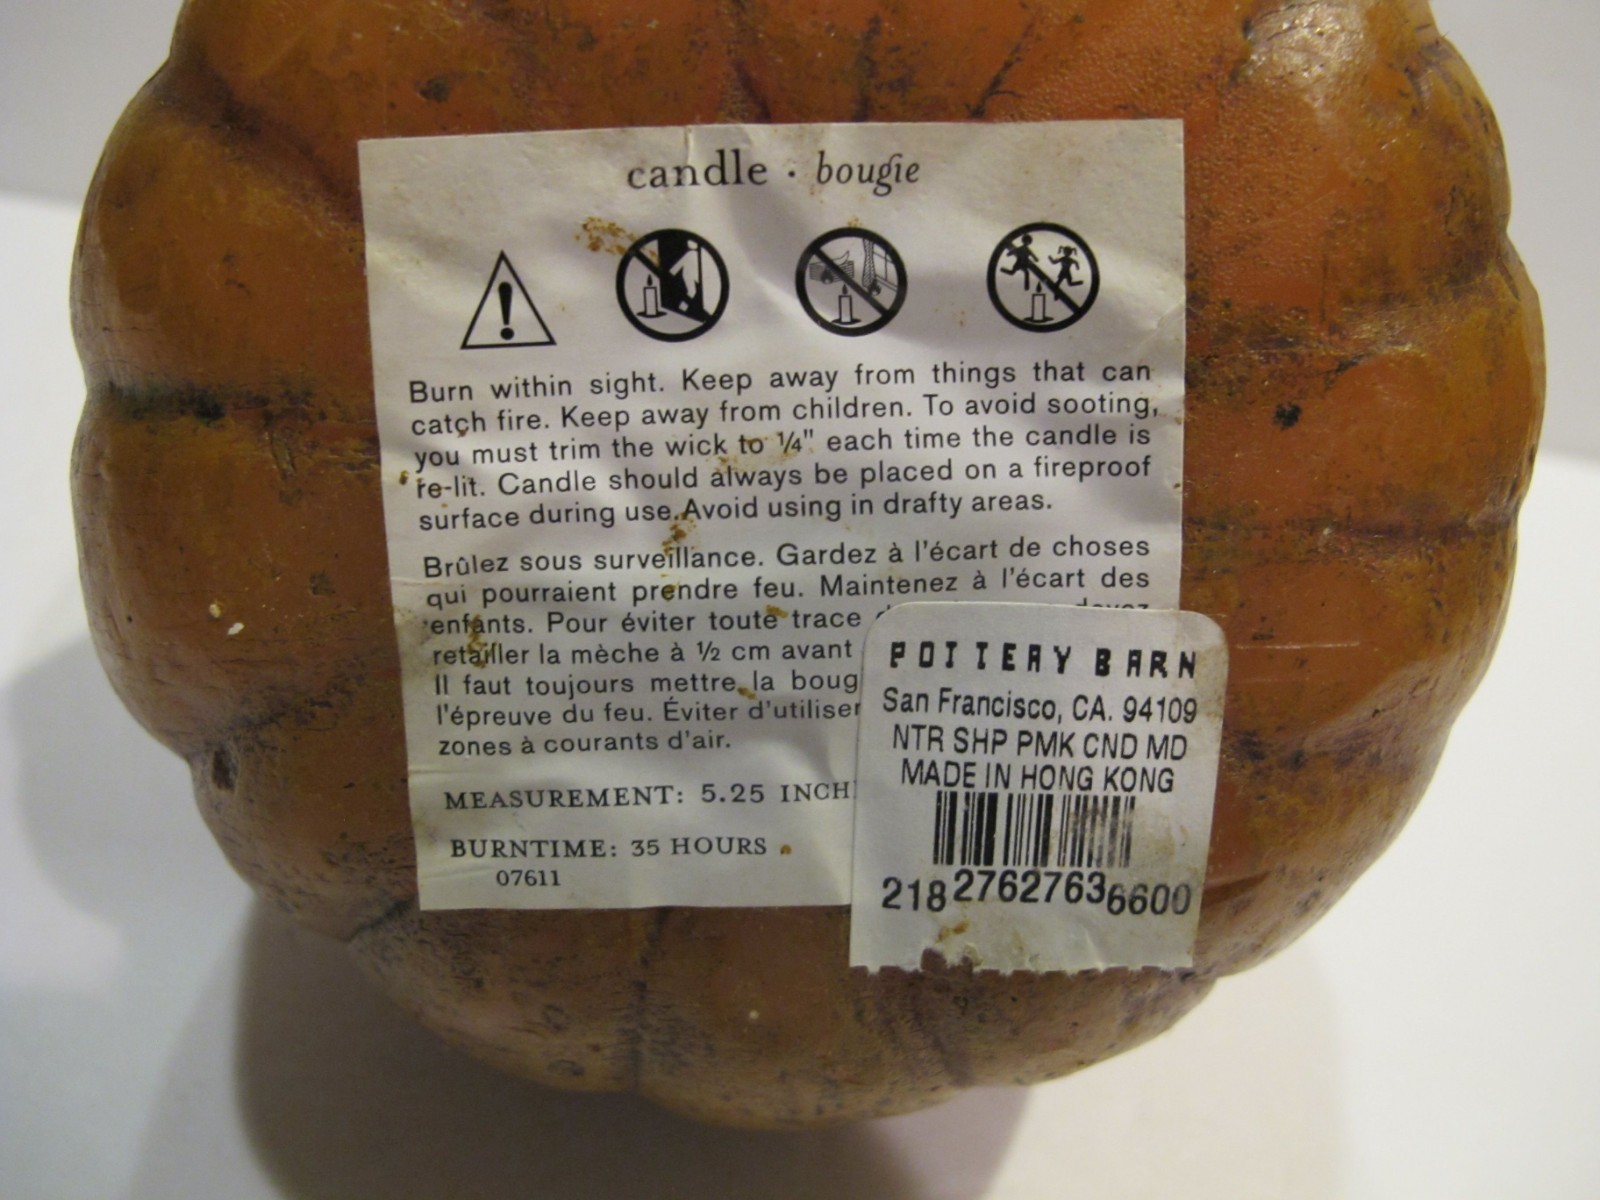 candle · bougie
Burn within sight. Keep away from things that can
catch fire. Keep away from children. To avoid sooting,
you must trim the wick to ¼" each time the candle is
re-lit. Candle should always be placed on a fireproof
surface during use. Avoid using in drafty areas.
Brûlez sous surveillance. Gardez à l'écart de choses
qui pourraient prendre feu. Maintenez à l'écart des
enfants. Pour éviter toute trace
retailler la mèche à ½ cm avant
Il faut toujours mettre la boug
l'épreuve du feu. Éviter d'utiliser
zones à courants d'air.
MEASUREMENT: 5.25 INCH
BURNTIME: 35 HOURS
07611
POTTERY BARN
San Francisco, CA. 94109
NTR SHP PMK CND MD
MADE IN HONG KONG
218 2762763 6600